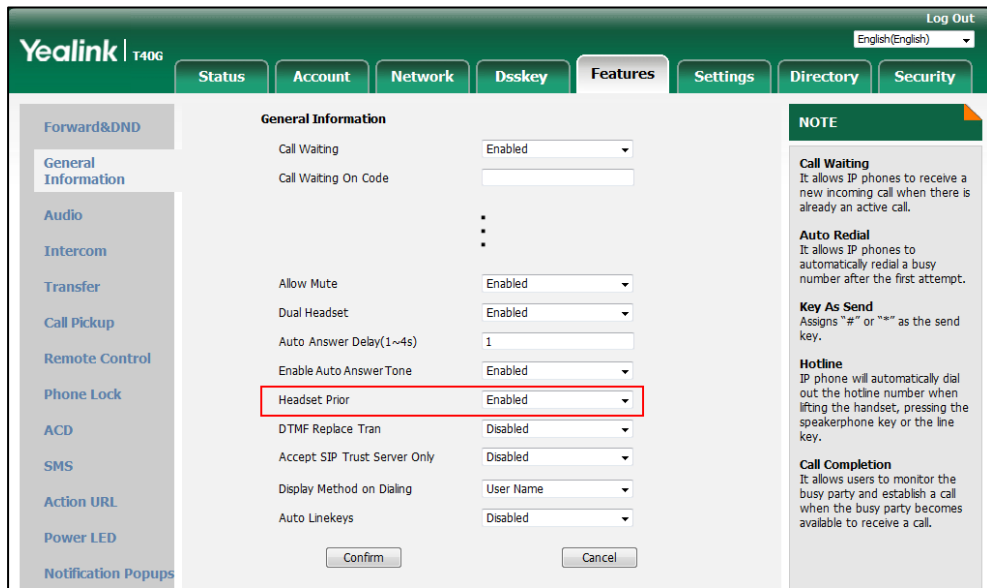 Log Out
Yealink | T40G
English(English)
Status Account Network Dsskey Features Settings Directory Security
Forward&DND
General
Information
Audio
Intercom
Transfer
Call Pickup
Remote Control
Phone Lock
ACD
SMS
Action URL
Power LED
Notification Popups
General Information
Call Waiting Enabled
Call Waiting On Code
Allow Mute Enabled
Dual Headset Enabled
Auto Answer Delay(1~4s) 1
Enable Auto Answer Tone Enabled
Headset Prior Enabled
DTMF Replace Tran Disabled
Accept SIP Trust Server Only Disabled
Display Method on Dialing User Name
Auto Linekeys Disabled
Confirm Cancel
NOTE
Call Waiting
It allows IP phones to receive a
new incoming call when there is
already an active call.
Auto Redial
It allows IP phones to
automatically redial a busy
number after the first attempt.
Key As Send
Assigns "#" or "*" as the send
key.
Hotline
IP phone will automatically dial
out the hotline number when
lifting the handset, pressing the
speakerphone key or the line
key.
Call Completion
It allows users to monitor the
busy party and establish a call
when the busy party becomes
available to receive a call.